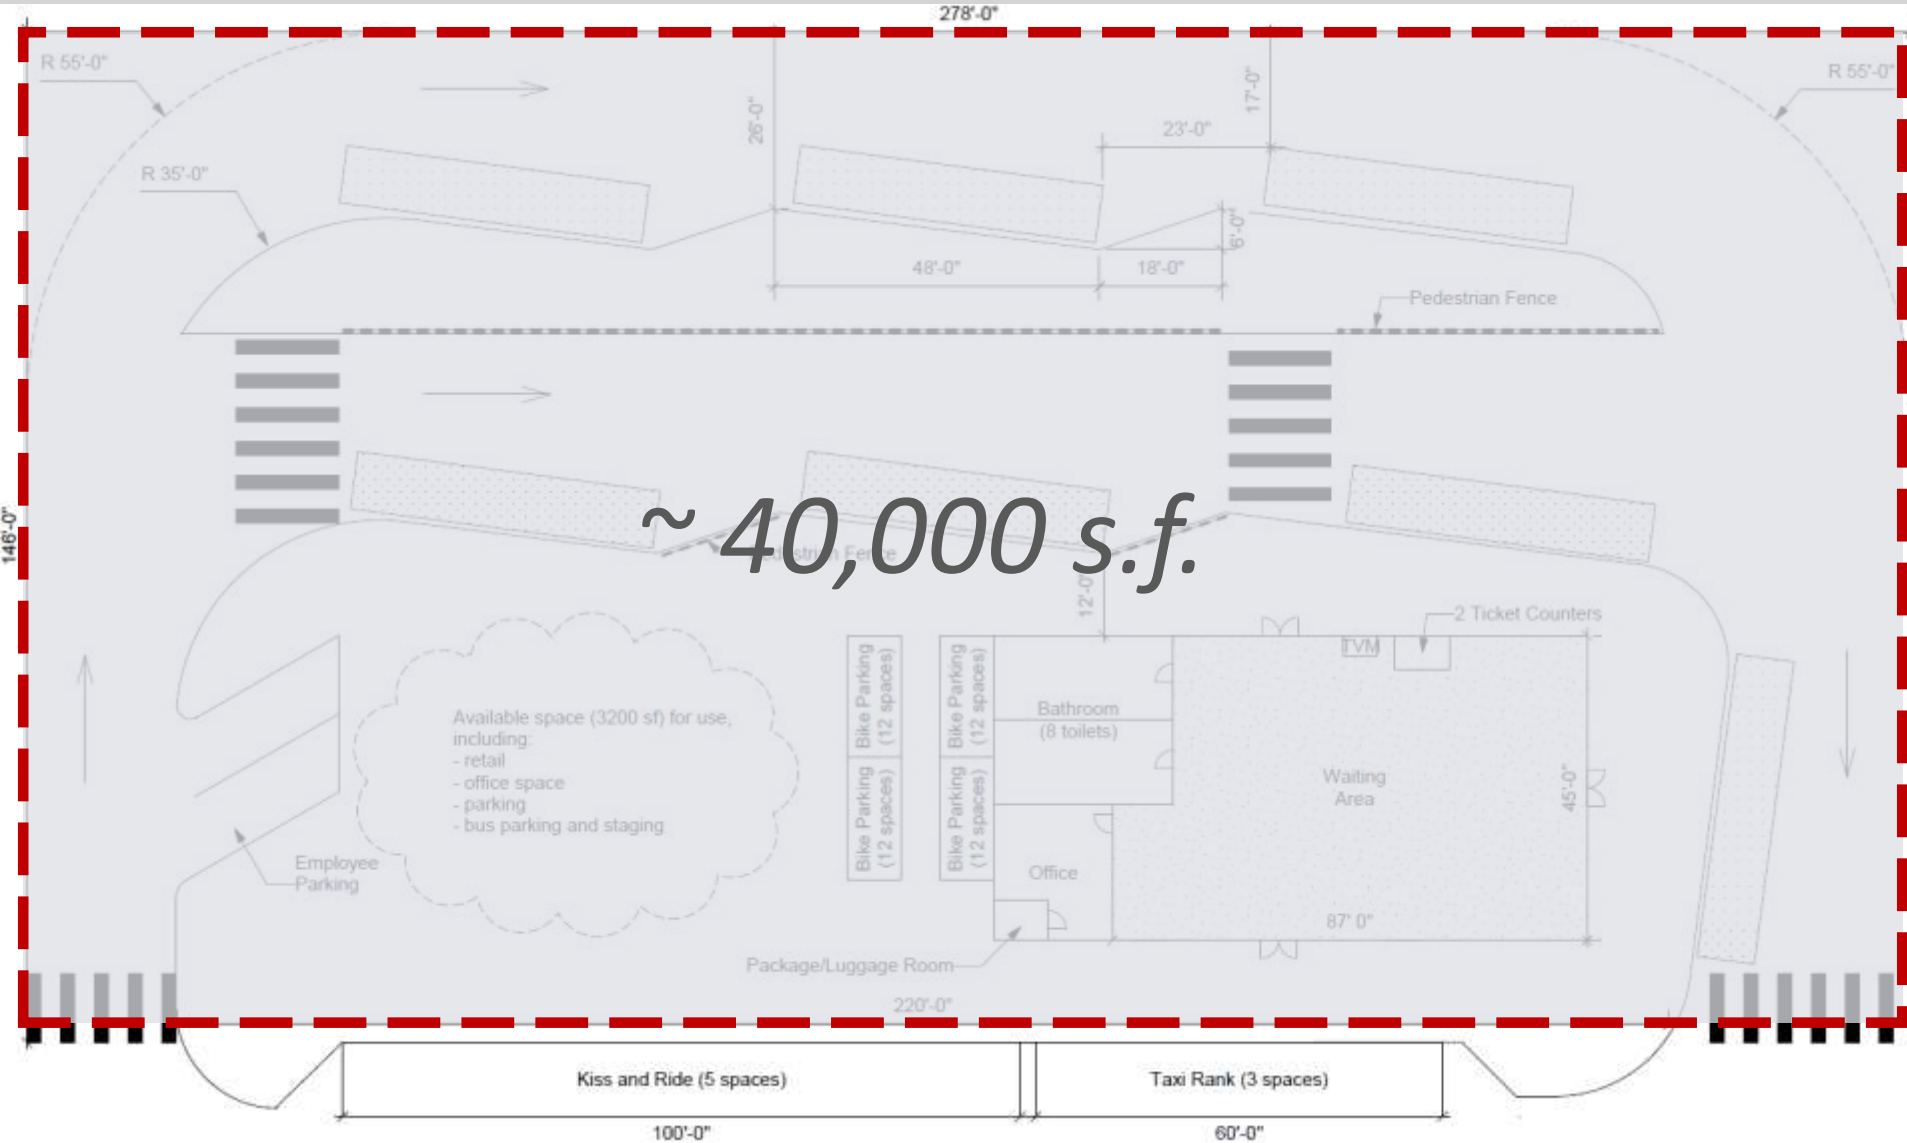 278'-0"
R 55'-0"
R 55'-0"
17'-0"
26'-0"
23'-0"
R 35'-0"
6'-0"
48'-0"
18'-0"
Pedestrian Fence
~ 40,000 s.f.
146'-0"
Pedestrian Fence
12'-0"
2 Ticket Counters
TVM
Bike Parking
(12 spaces)
Bike Parking
(12 spaces)
Bathroom
(8 toilets)
Available space (3200 sf) for use,
including:
- retail
- office space
- parking
- bus parking and staging
Waiting
Area
45'-0"
Bike Parking
(12 spaces)
Bike Parking
(12 spaces)
Employee
Parking
Office
87' 0"
Package/Luggage Room
220'-0"
Kiss and Ride (5 spaces)
Taxi Rank (3 spaces)
100'-0"
60'-0"